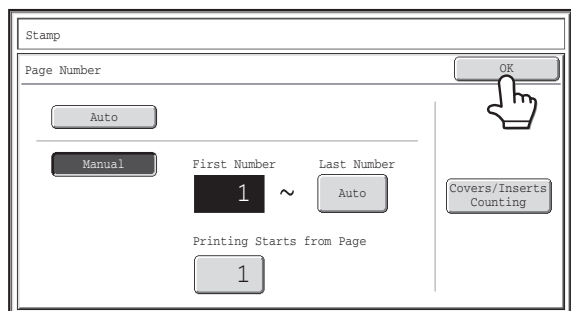 Stamp
Page Number
OK
Auto
Manual
First Number
Last Number
1
~
Auto
Covers/Inserts
Counting
Printing Starts from Page
1